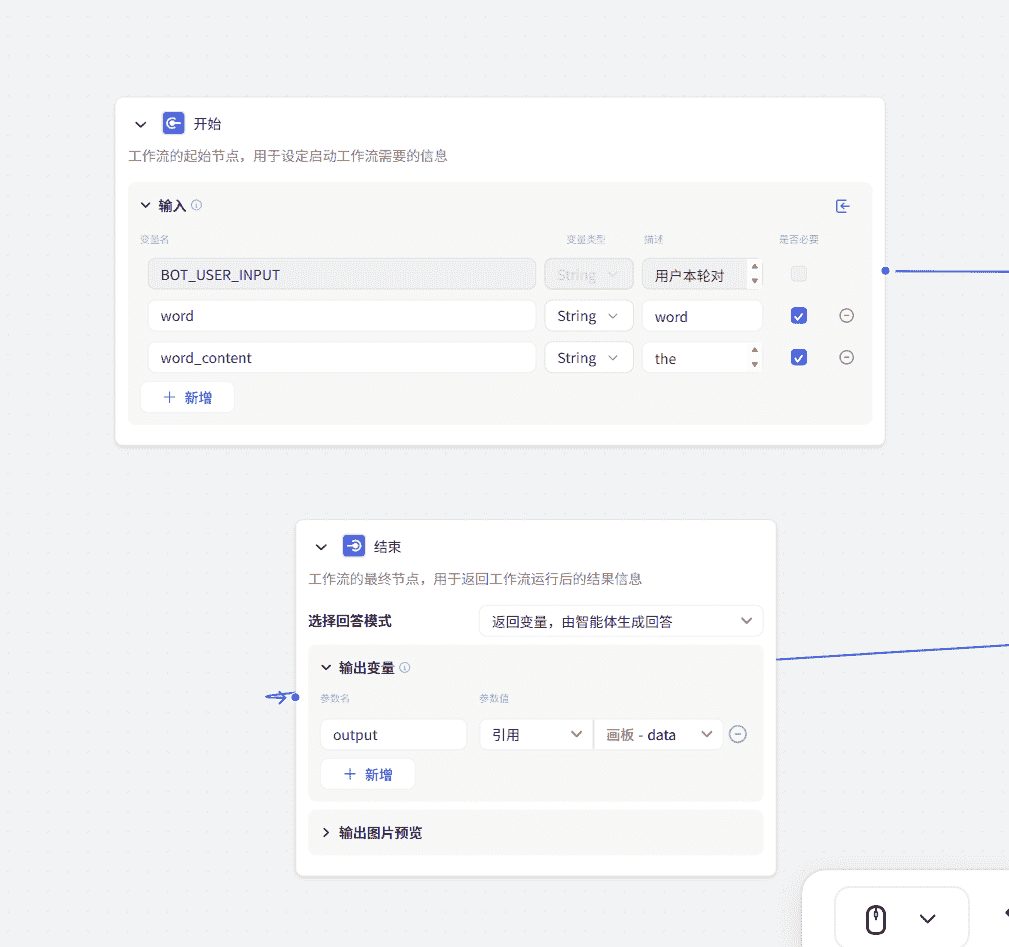 开始
工作流的起始节点，用于设定启动工作流需要的信息
输入
变量名 变量类型 描述 是否必要
BOT_USER_INPUT String 用户本轮对
word String word
word_content String the
新增
结束
工作流的最终节点，用于返回工作流运行后的结果信息
选择回答模式 返回变量，由智能体生成回答
输出变量
参数名 参数值
output 引用 画板 - data
新增
输出图片预览